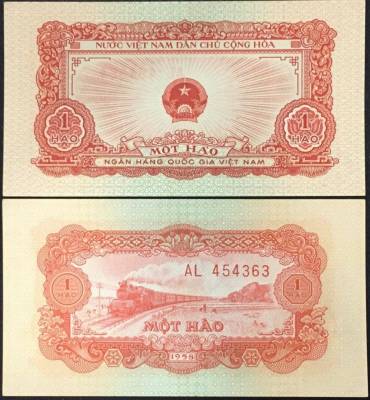 NƯỚC VIỆT NAM DÂN CHỦ CỘNG HÒA
1 HÀO
1 HÀO
MỘT HÀO
NGÂN HÀNG QUỐC GIA VIỆT NAM
AL 454363
1 HÀO
1 HÀO
MỘT HÀO
1958